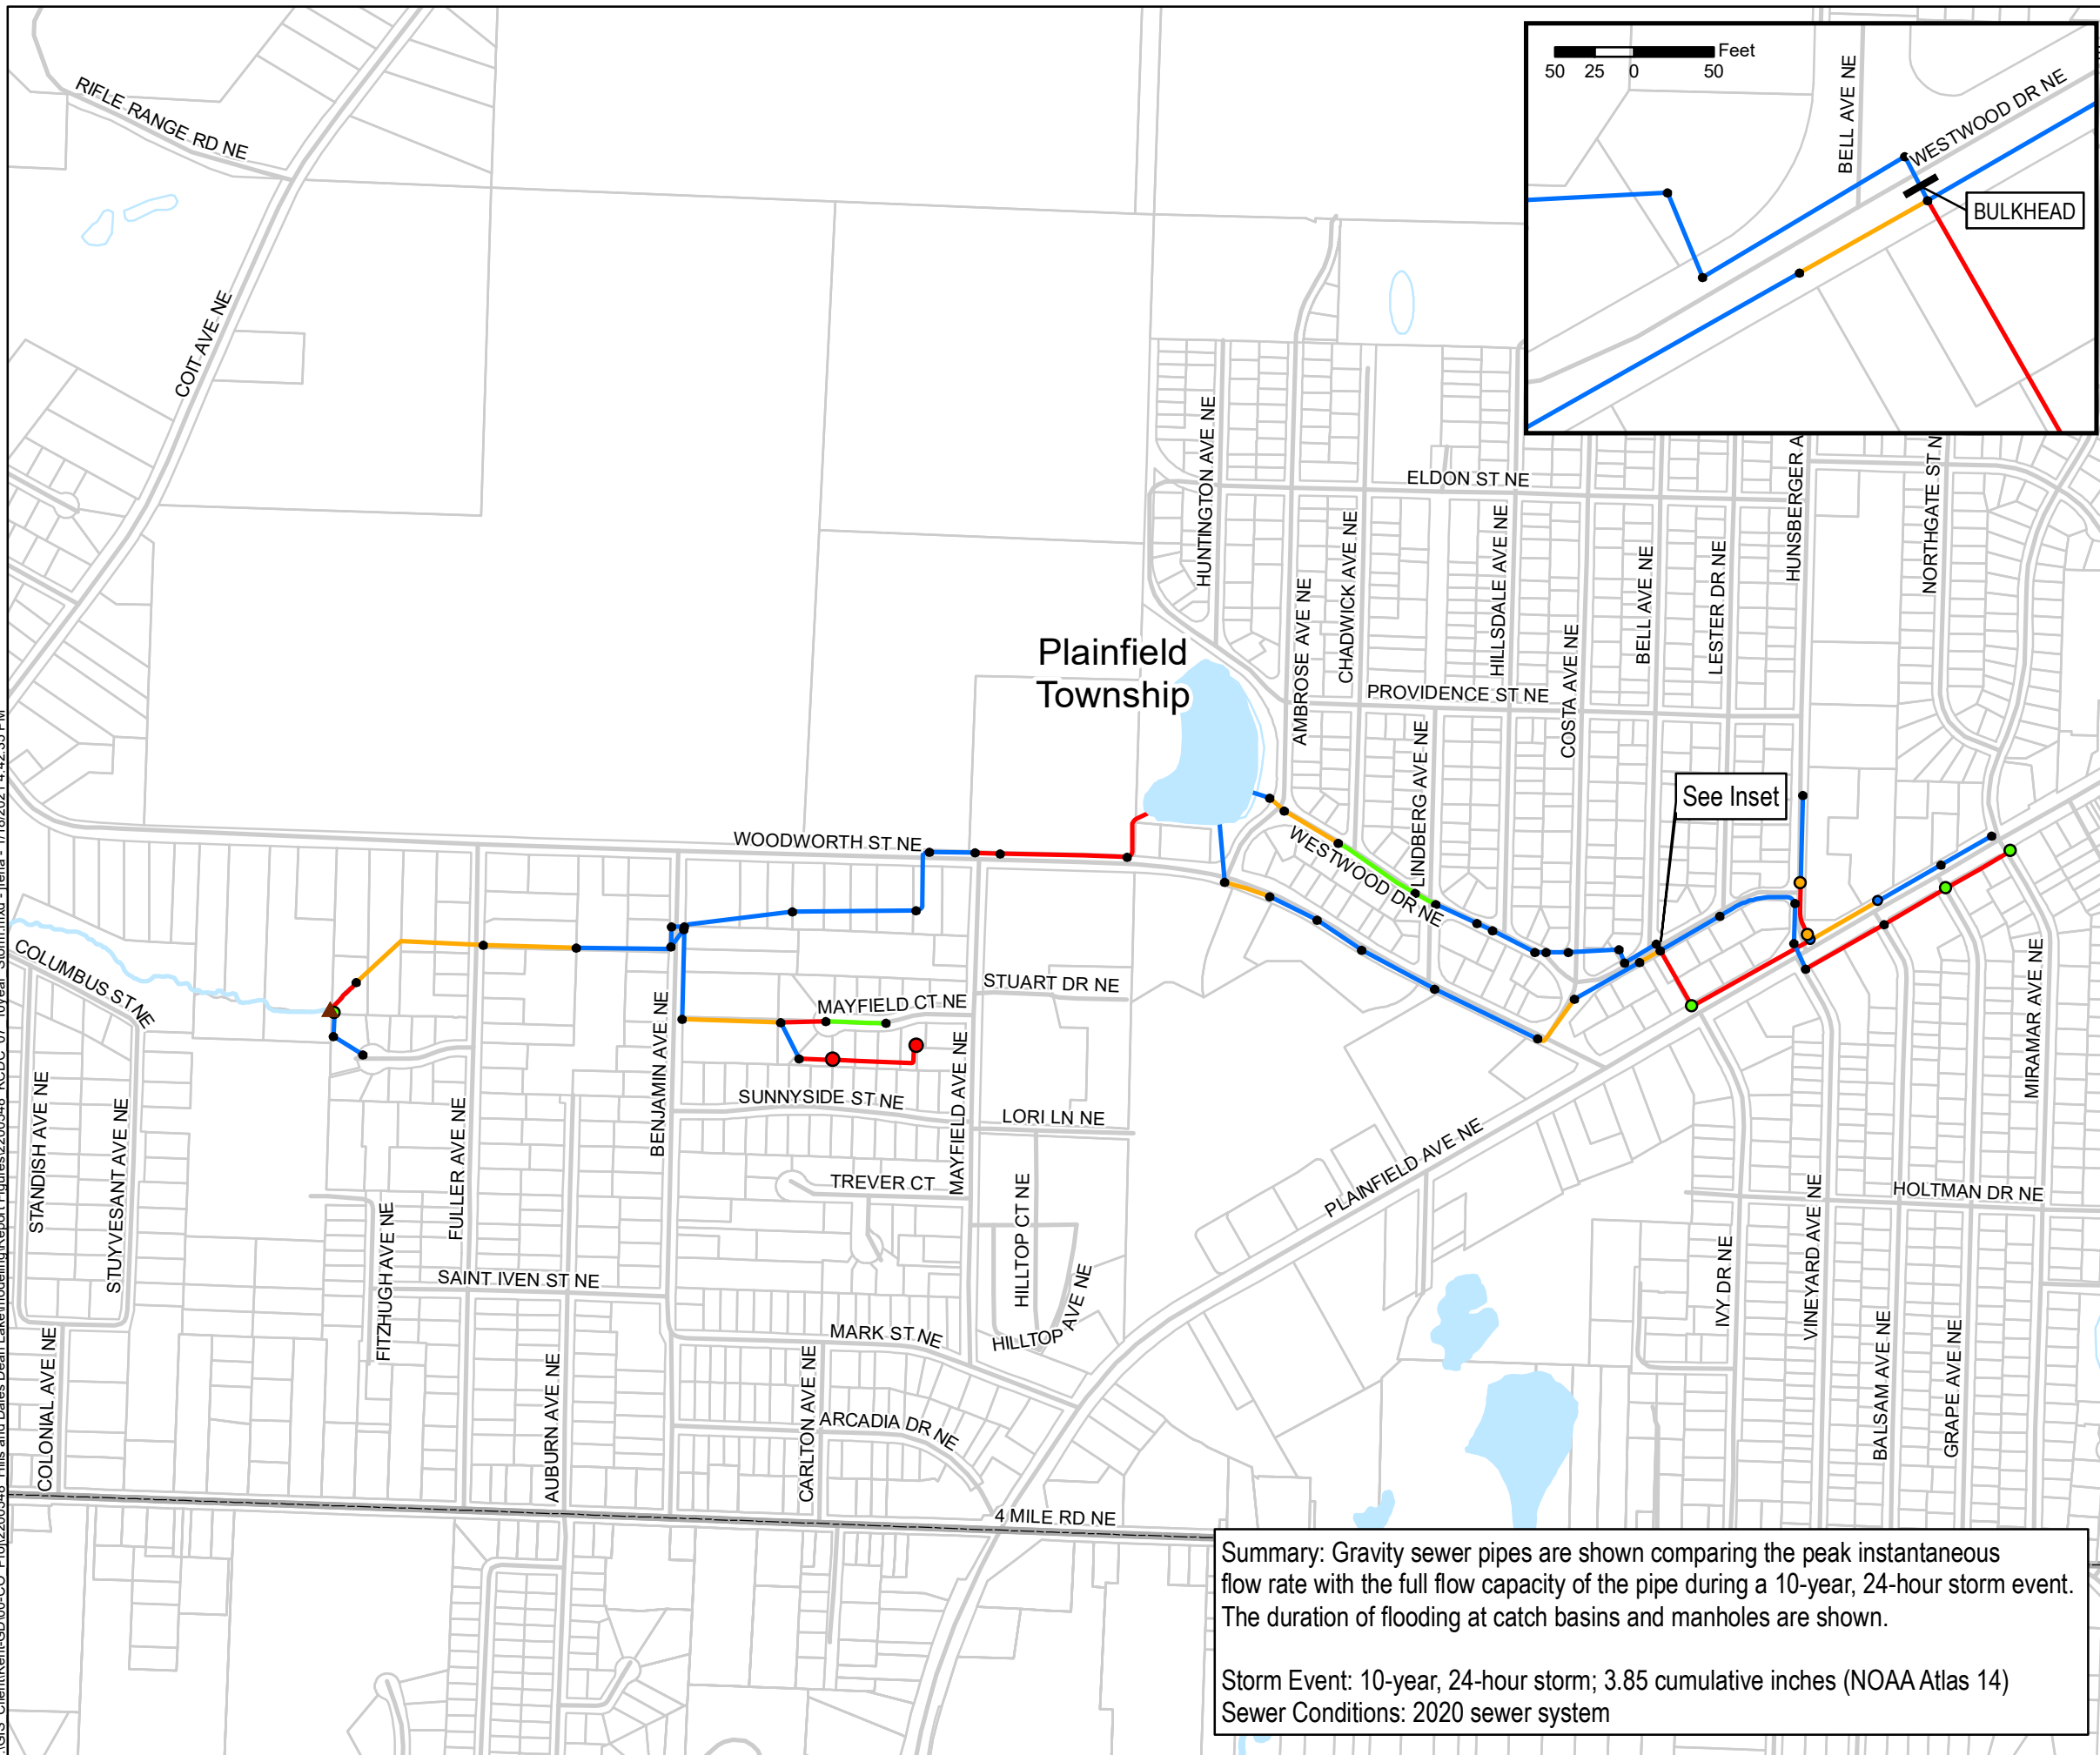 50 25 0 50 Feet
BELL AVE NE
WESTWOOD DR NE
BULKHEAD
RIFLE RANGE RD NE
COIT AVE NE
HUNTINGTON AVE NE
ELDON ST NE
HUNSBERGER A
NORTHGATE ST N
AMBROSE AVE NE
CHADWICK AVE NE
HILLSDALE AVE NE
COSTA AVE NE
BELL AVE NE
LESTER DR NE
Plainfield
Township
PROVIDENCE ST NE
LINDBERG AVE NE
See Inset
WOODWORTH ST NE
WESTWOOD DR NE
COLUMBUS ST NE
STUART DR NE
MAYFIELD CT NE
BENJAMIN AVE NE
MAYFIELD AVE NE
MIRAMAR AVE NE
STANDISH AVE NE
STUYVESANT AVE NE
FULLER AVE NE
SUNNYSIDE ST NE
LORI LN NE
TREVER CT
PLAINFIELD AVE NE
HOLTMAN DR NE
FITZHUGH AVE NE
HILLTOP CT NE
IVY DR NE
VINEYARD AVE NE
SAINT IVEN ST NE
HILLTOP AVE NE
MARK ST NE
COLONIAL AVE NE
AUBURN AVE NE
CARLTON AVE NE
ARCADIA DR NE
BALSAM AVE NE
GRAPE AVE NE
4 MILE RD NE
Summary: Gravity sewer pipes are shown comparing the peak instantaneous
flow rate with the full flow capacity of the pipe during a 10-year, 24-hour storm event.
The duration of flooding at catch basins and manholes are shown.
Storm Event: 10-year, 24-hour storm; 3.85 cumulative inches (NOAA Atlas 14)
Sewer Conditions: 2020 sewer system